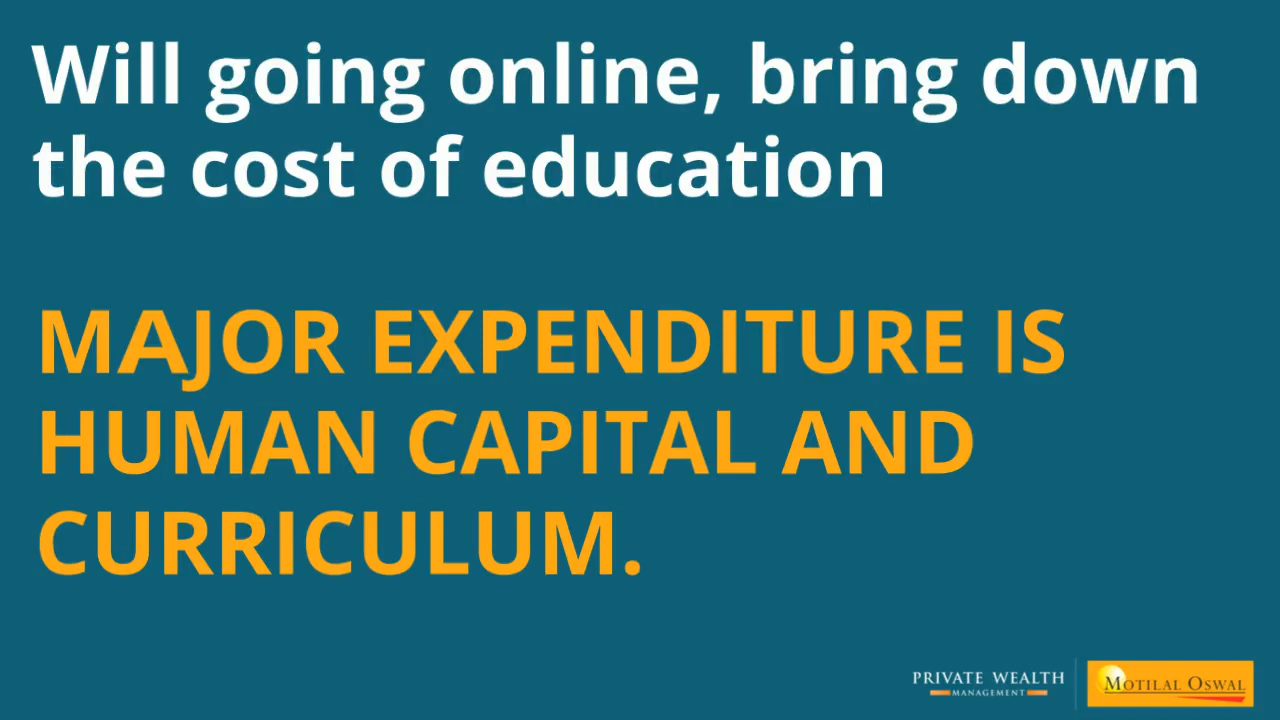 Will going online, bring down
the cost of education
MAJOR EXPENDITURE IS
HUMAN CAPITAL AND
CURRICULUM.
PRIVATE WEALTH
MANAGEMENT
MOTILAL OSWAL